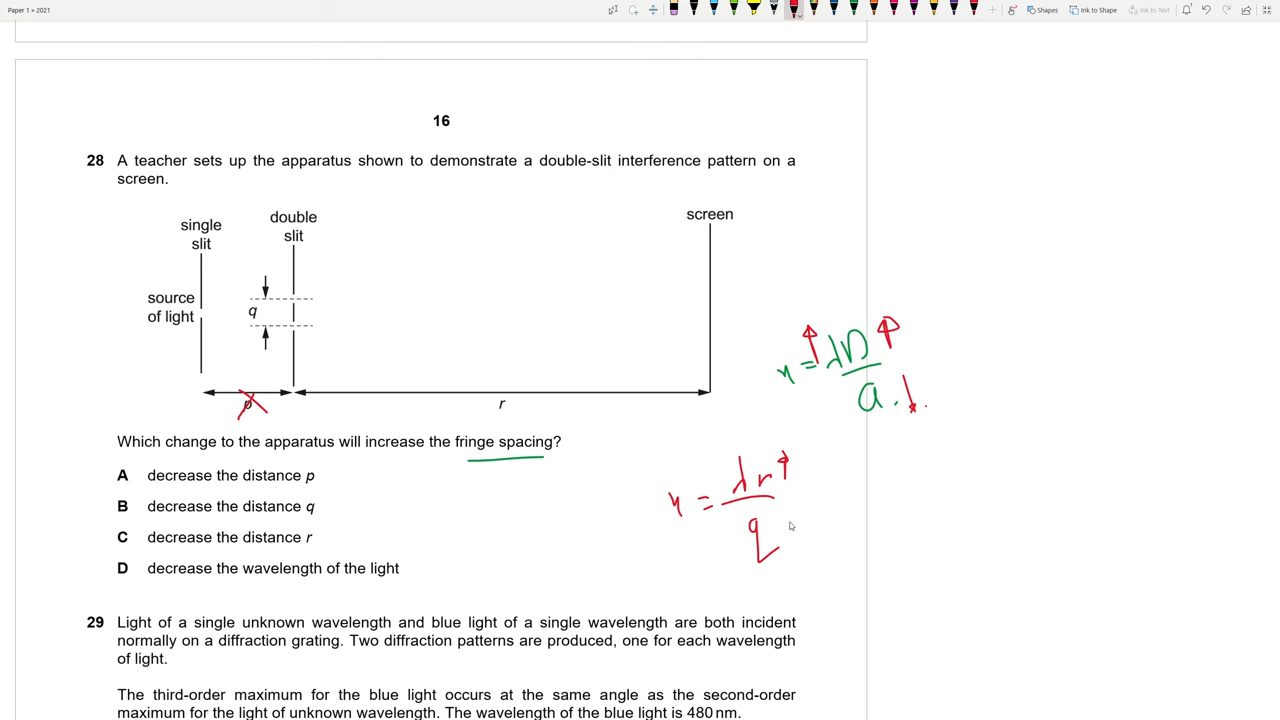 Paper 1 » 2021
Shapes
Ink to Shape
Ink to Text
16
28 A teacher sets up the apparatus shown to demonstrate a double-slit interference pattern on a
screen.
single
slit
double
slit
screen
source
of light
q
p
r
x = λD
a
Which change to the apparatus will increase the fringe spacing?
A decrease the distance p
B decrease the distance q
C decrease the distance r
D decrease the wavelength of the light
x = λr
q
29 Light of a single unknown wavelength and blue light of a single wavelength are both incident
normally on a diffraction grating. Two diffraction patterns are produced, one for each wavelength
of light.
The third-order maximum for the blue light occurs at the same angle as the second-order
maximum for the light of unknown wavelength. The wavelength of the blue light is 480 nm.